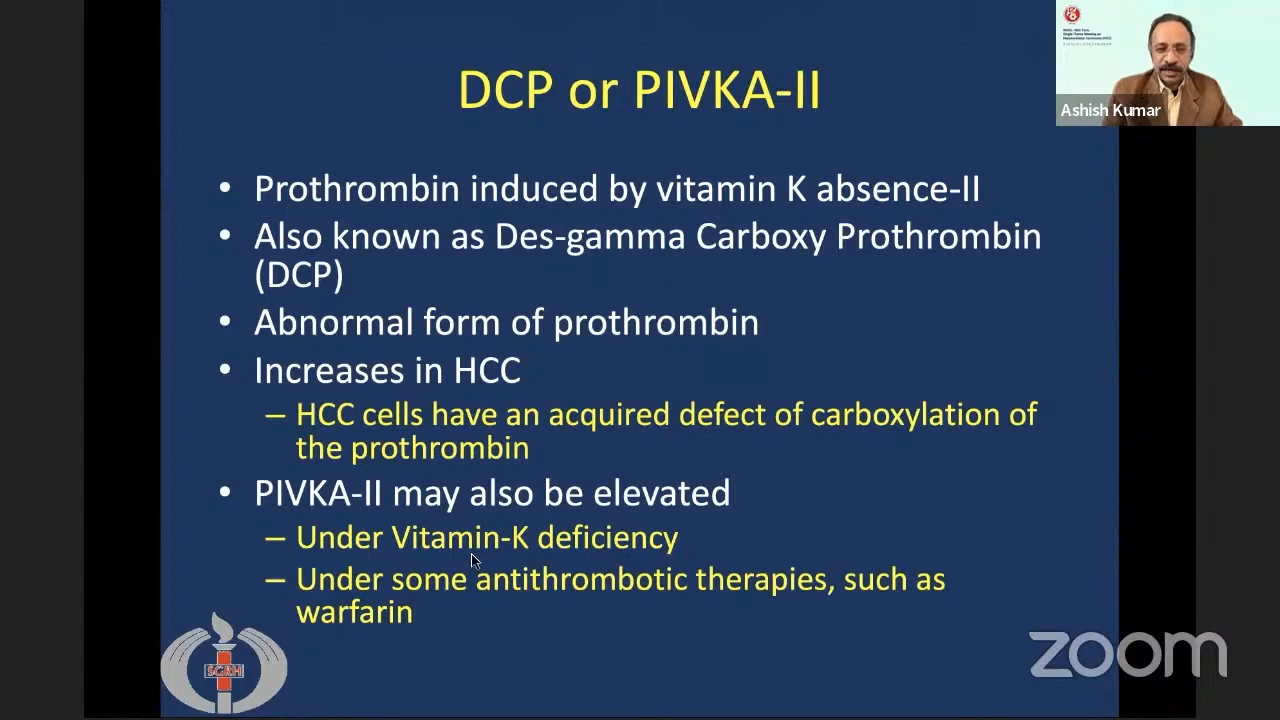 DCP or PIVKA-II
• Prothrombin induced by vitamin K absence-II
• Also known as Des-gamma Carboxy Prothrombin
(DCP)
• Abnormal form of prothrombin
• Increases in HCC
– HCC cells have an acquired defect of carboxylation of
the prothrombin
• PIVKA-II may also be elevated
– Under Vitamin-K deficiency
– Under some antithrombotic therapies, such as
warfarin
SGRH
Ashish Kumar
zoom